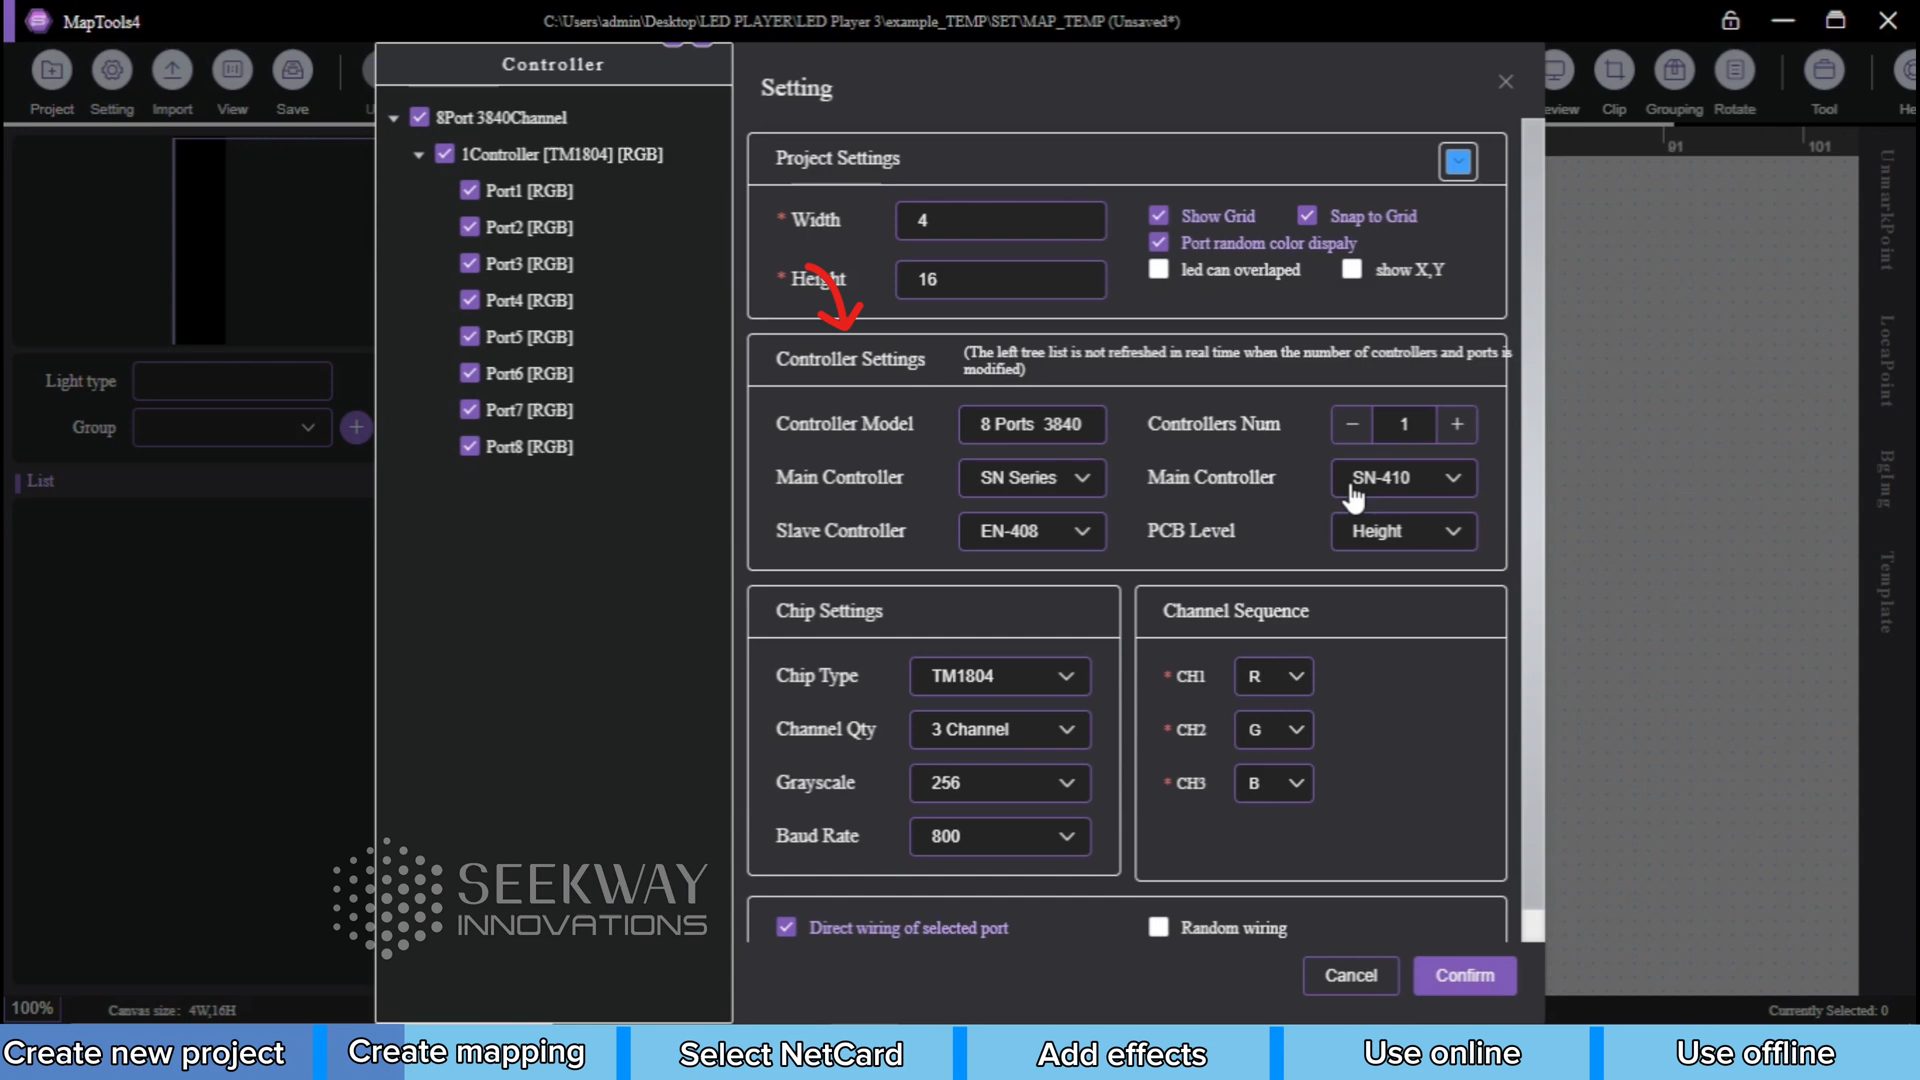 MapTools4
C:\Users\admin\Desktop\LED PLAYER\LED Player 3\example_TEMP\SET\MAP_TEMP (Unsaved*)
Project
Setting
Import
View
Save
Clip
Grouping
Rotate
Tool
Controller
8Port 3840Channel
1Controller [TM1804] [RGB]
Port1 [RGB]
Port2 [RGB]
Port3 [RGB]
Port4 [RGB]
Port5 [RGB]
Port6 [RGB]
Port7 [RGB]
Port8 [RGB]
Light type
Group
List
Setting
Project Settings
* Width 4
* Height 16
Show Grid Snap to Grid
Port random color dispaly
led can overlaped show X,Y
Controller Settings
(The left tree list is not refreshed in real time when the number of controllers and ports is
modified)
Controller Model 8 Ports 3840 Controllers Num − 1 +
Main Controller SN Series Main Controller SN-410
Slave Controller EN-408 PCB Level Height
Chip Settings
Chip Type TM1804
Channel Qty 3 Channel
Grayscale 256
Baud Rate 800
Channel Sequence
* CH1 R
* CH2 G
* CH3 B
Direct wiring of selected port Random wiring
Cancel Confirm
91 101
UnmarkPoint
LocaPoint
BgImg
Template
SEEKWAY
INNOVATIONS
100% Canvas size: 4W,16H
Currently Selected: 0
Create new project
Create mapping
Select NetCard
Add effects
Use online
Use offline